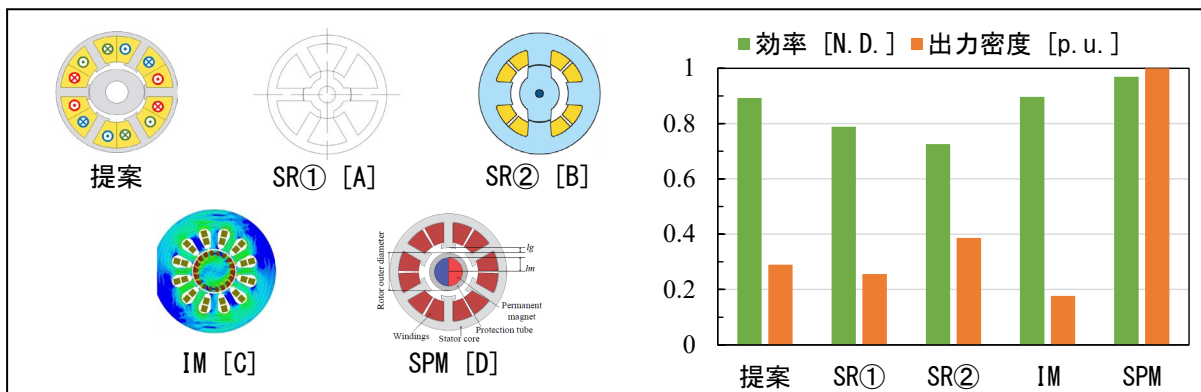 提案
SR① [A]
SR② [B]
IM [C]
Rotor outer diameter
lg
lm
Permanent
magnet
Protection tube
Stator core
Windings
SPM [D]
効率 [N.D.] 出力密度 [p.u.]
1
0.8
0.6
0.4
0.2
0
提案 SR① SR② IM SPM